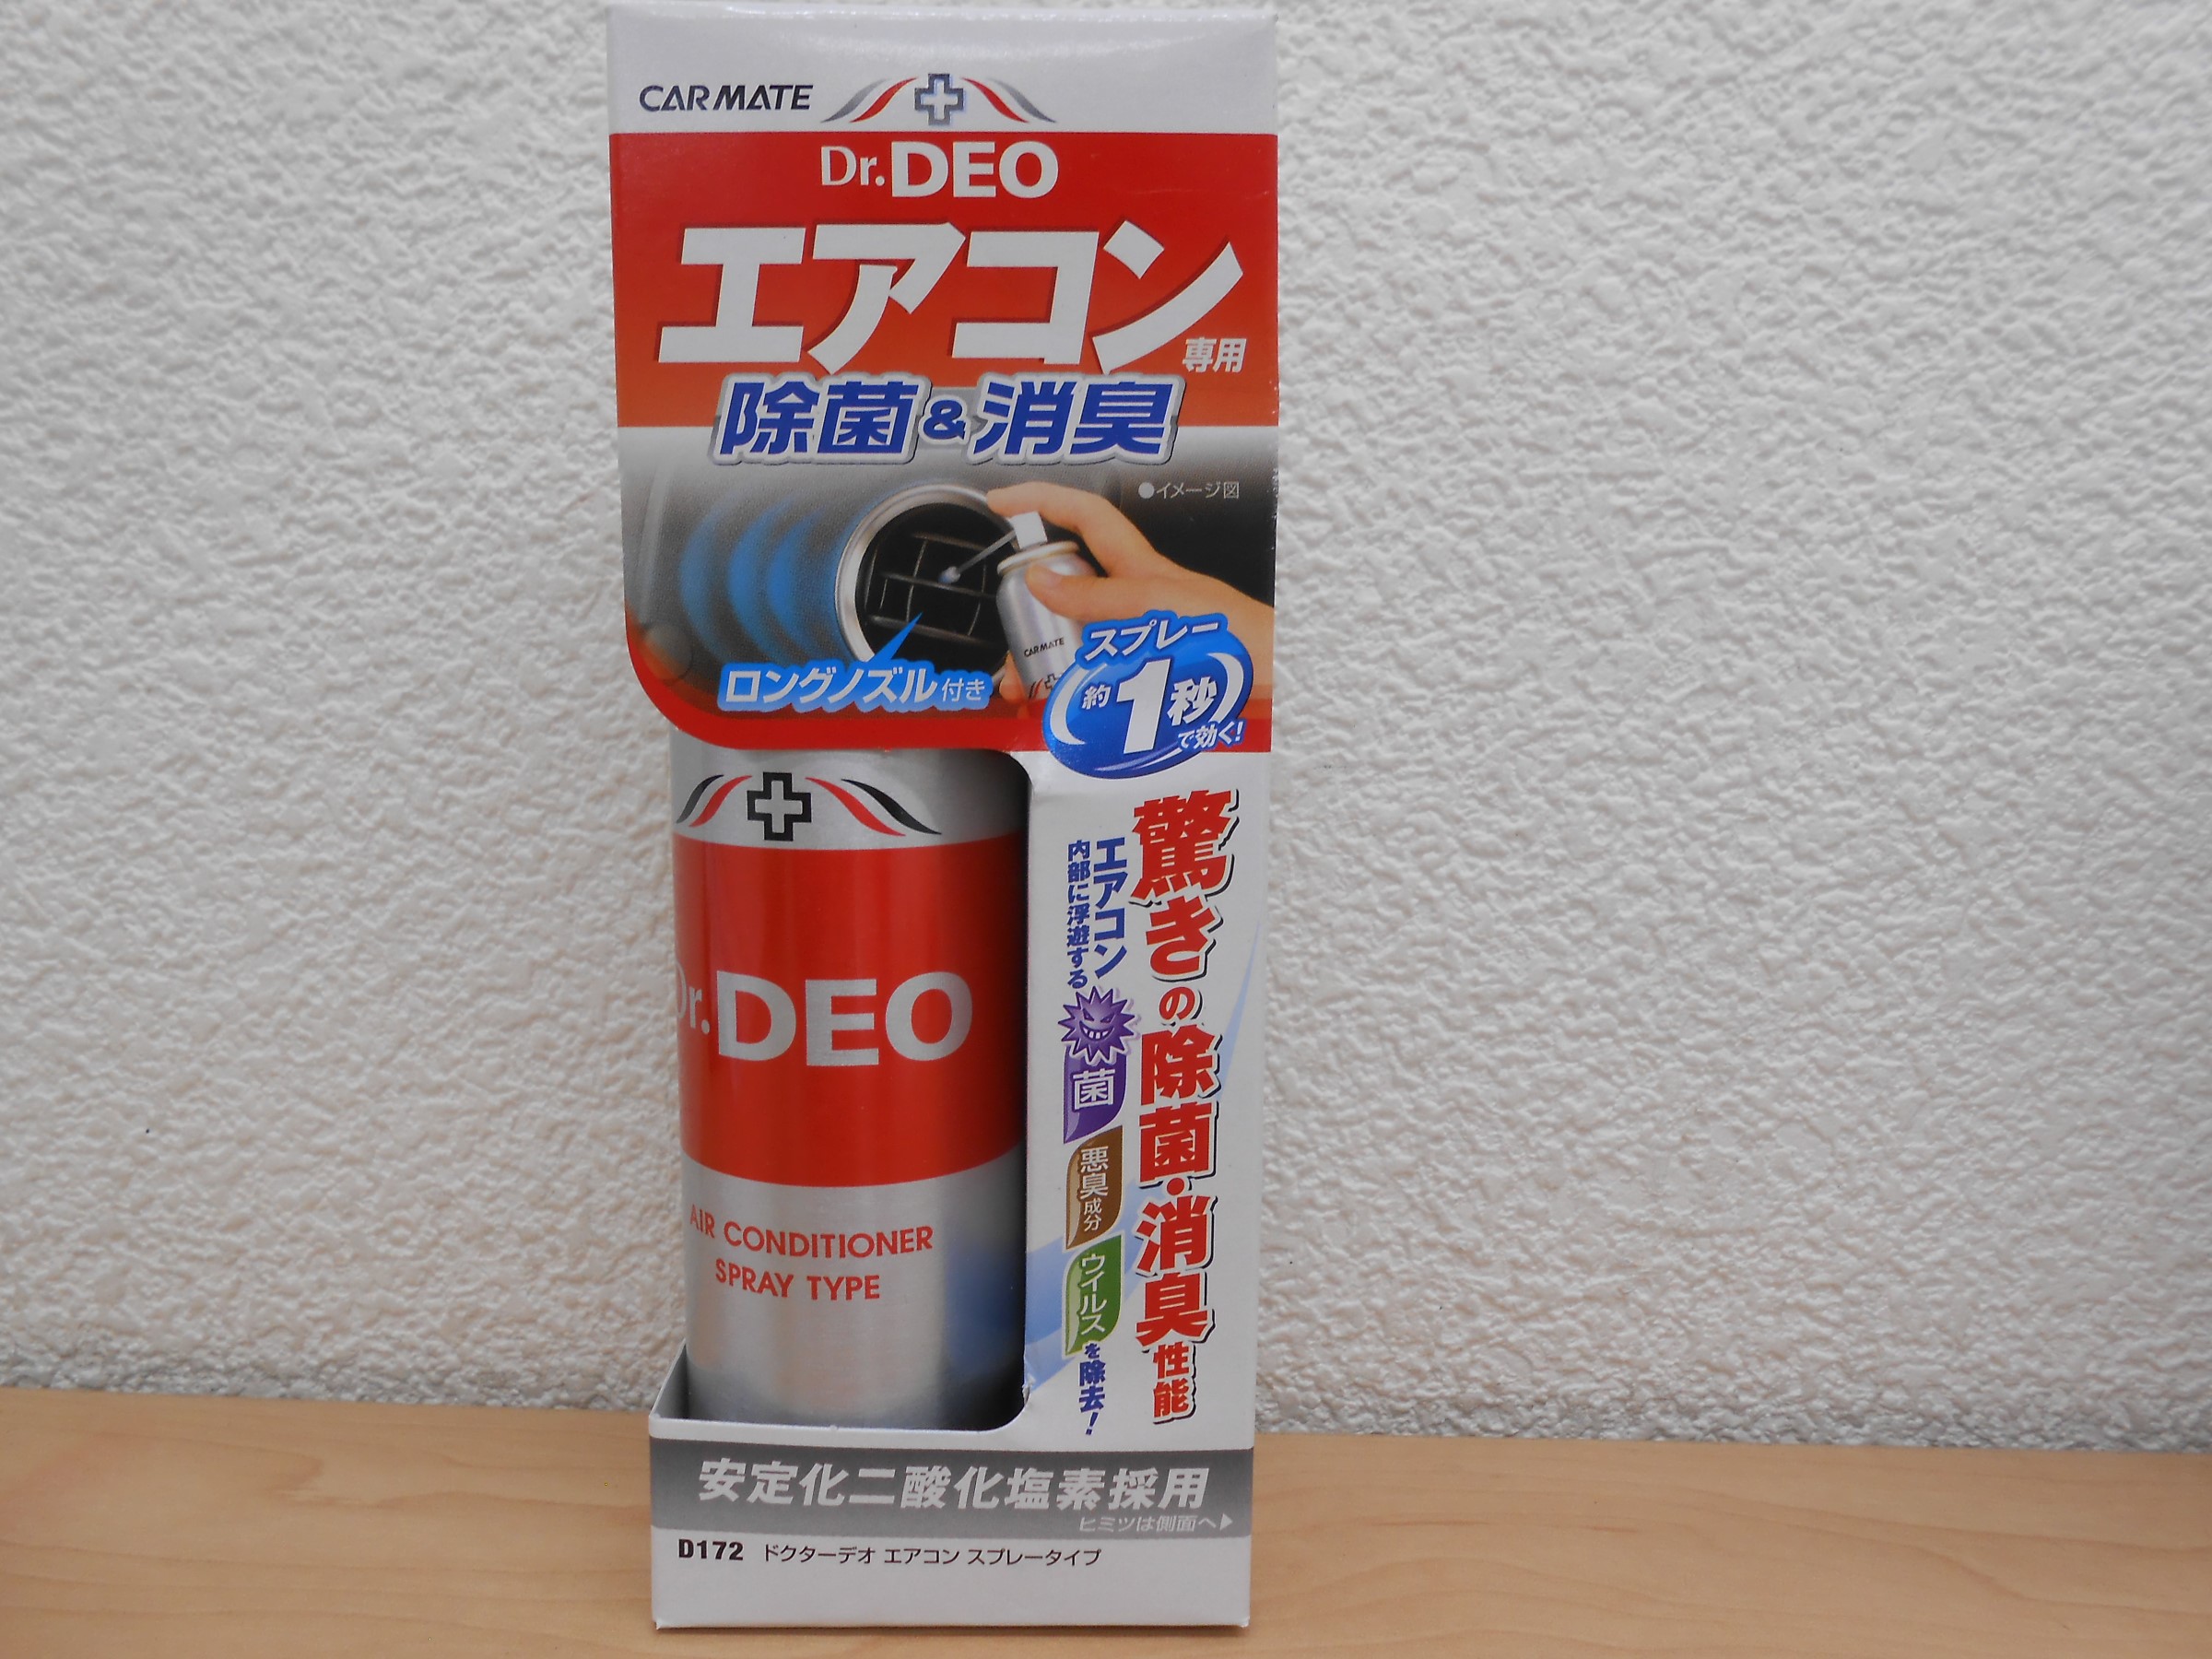 CARMATE
Dr.DEO
エアコン専用
除菌&消臭
●イメージ図
CARMATE
ロングノズル付き
スプレー
約1秒
で効く!
驚きの除菌・消臭性能
エアコン
内部に浮遊する
菌
悪臭成分
ウイルス
を除去!
Dr.DEO
AIR CONDITIONER
SPRAY TYPE
安定化二酸化塩素採用
ヒミツは側面へ▶
D172 ドクターデオ エアコン スプレータイプ